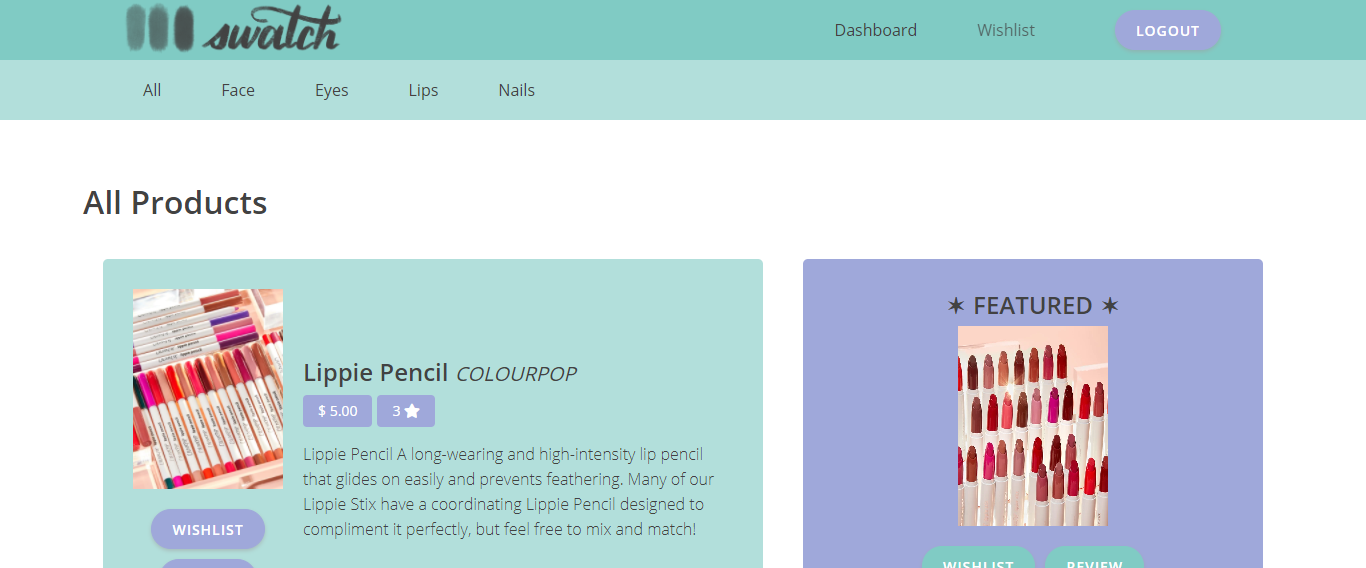 swatch
Dashboard
Wishlist
LOGOUT
All
Face
Eyes
Lips
Nails
All Products
Lippie Pencil COLOURPOP
$ 5.00
3 ★
Lippie Pencil A long-wearing and high-intensity lip pencil
that glides on easily and prevents feathering. Many of our
Lippie Stix have a coordinating Lippie Pencil designed to
compliment it perfectly, but feel free to mix and match!
WISHLIST
✶ FEATURED ✶
WISHLIST
REVIEW